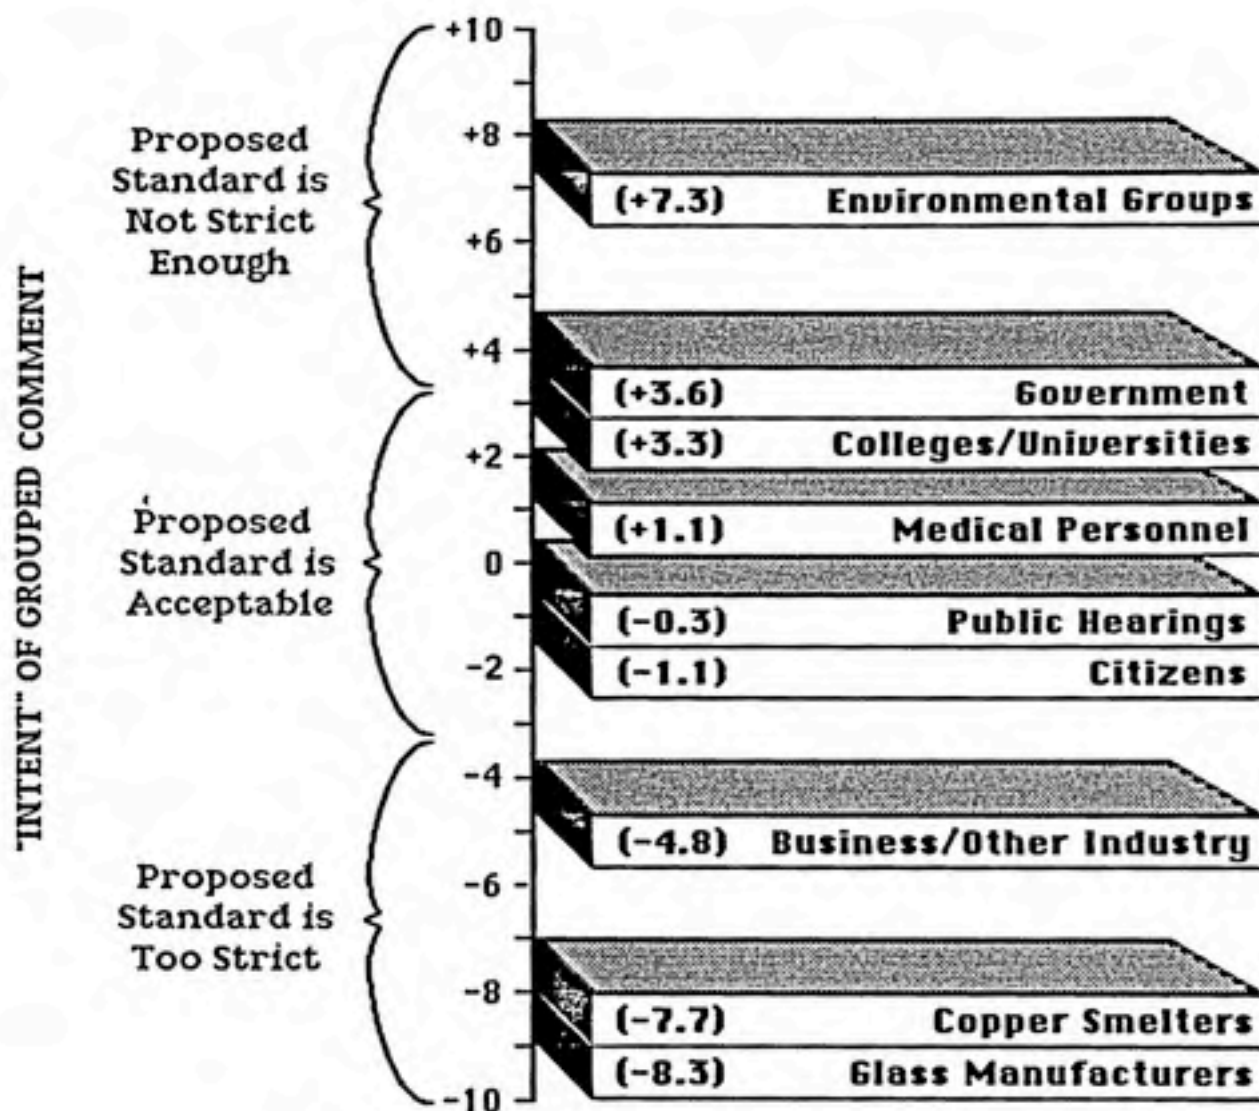 "INTENT" OF GROUPED COMMENT
Proposed
Standard is
Not Strict
Enough
Proposed
Standard is
Acceptable
Proposed
Standard is
Too Strict
+10
+8
+6
+4
+2
0
-2
-4
-6
-8
-10
(+7.3) Environmental Groups
(+3.6) Government
(+3.3) Colleges/Universities
(+1.1) Medical Personnel
(-0.3) Public Hearings
(-1.1) Citizens
(-4.8) Business/Other Industry
(-7.7) Copper Smelters
(-8.3) Glass Manufacturers